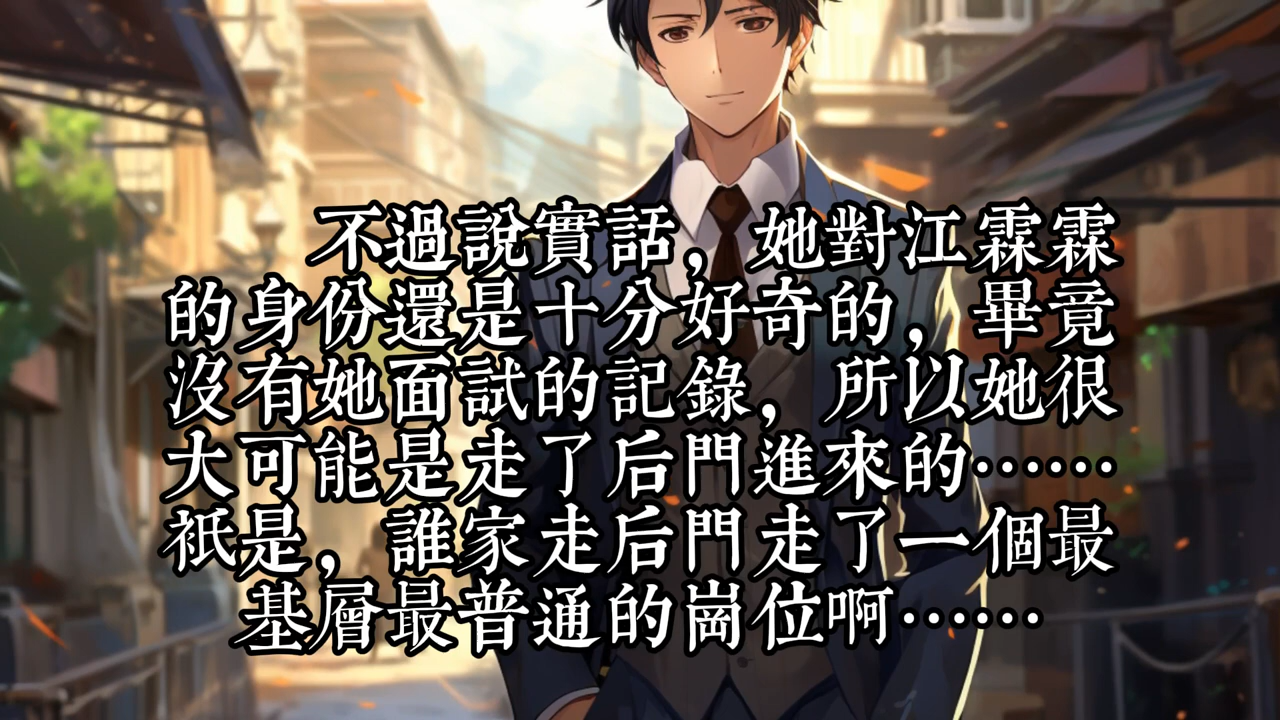 不過說實話，她對江霖霖
的身份還是十分好奇的，畢竟
沒有她面試的記錄，所以她很
大可能是走了后門進來的……
衹是，誰家走后門走了一個最
基層最普通的崗位啊……